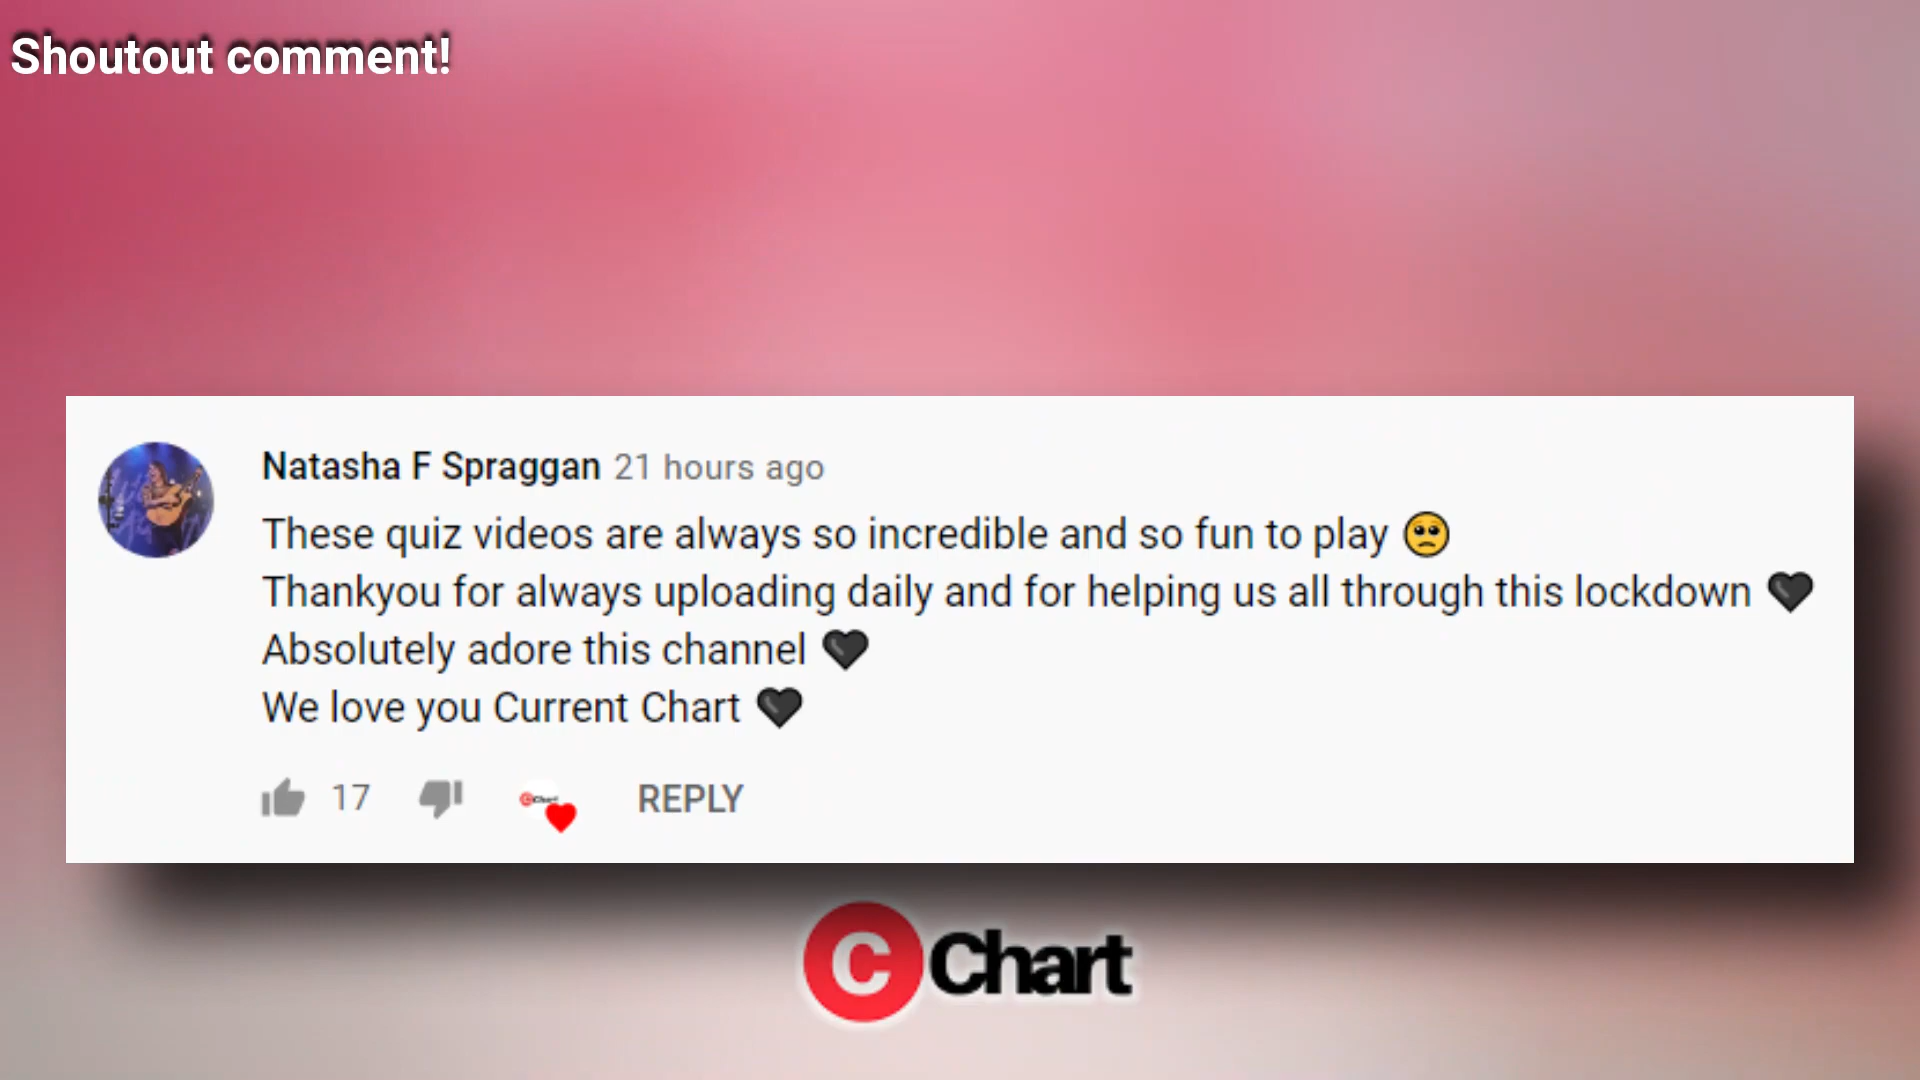 Shoutout comment!
Natasha F Spraggan 21 hours ago
These quiz videos are always so incredible and so fun to play 🥺
Thankyou for always uploading daily and for helping us all through this lockdown 🖤
Absolutely adore this channel 🖤
We love you Current Chart 🖤
17 REPLY
C Chart